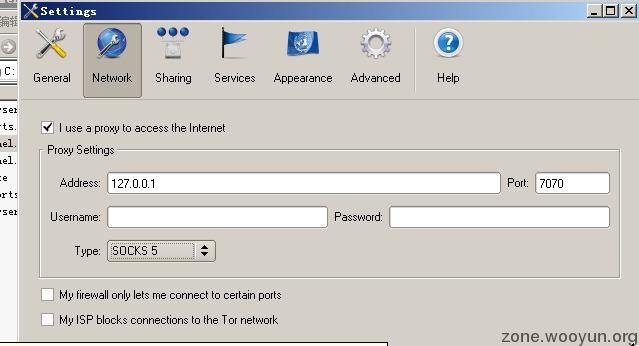 Settings
General Network Sharing Services Appearance Advanced Help
I use a proxy to access the Internet
Proxy Settings
Address: 127.0.0.1 Port: 7070
Username: Password:
Type: SOCKS 5
My firewall only lets me connect to certain ports
My ISP blocks connections to the Tor network
zone.wooyun.org